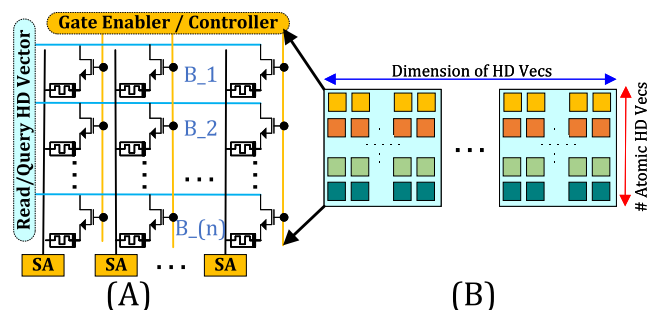 Gate Enabler / Controller
Read/Query HD Vector
B_1
B_2
B_(n)
SA
SA
SA
(A)
Dimension of HD Vecs
# Atomic HD Vecs
(B)